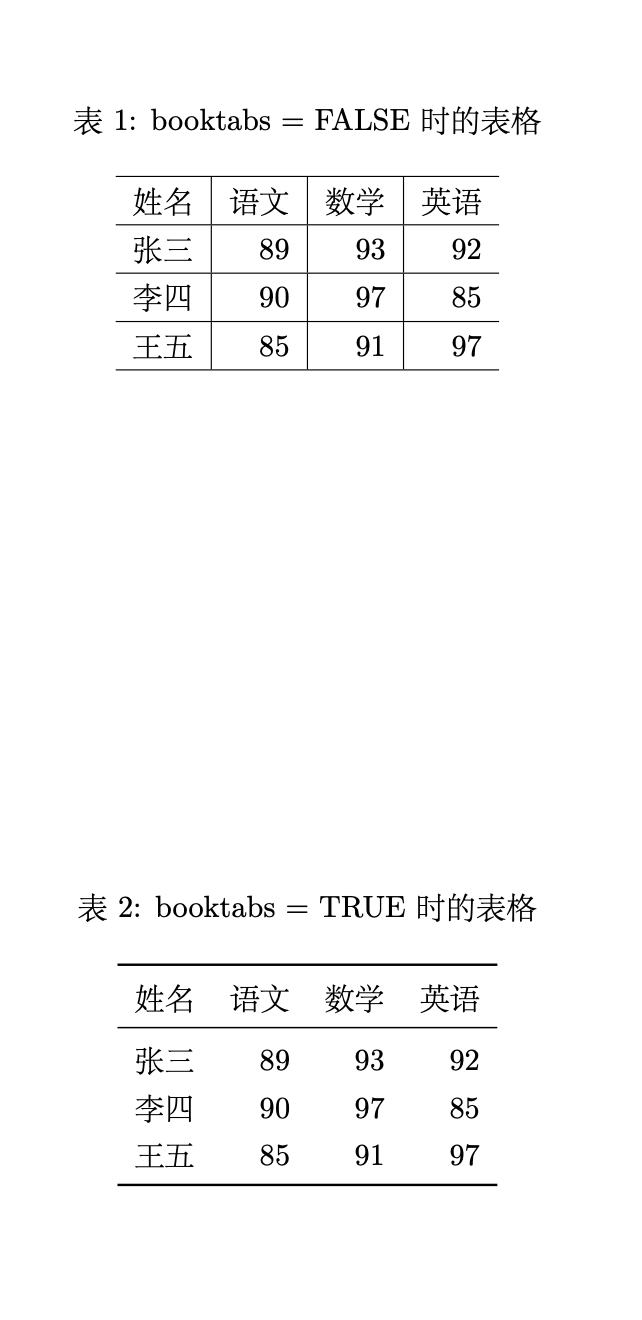 表 1: booktabs = FALSE 时的表格
姓名 语文 数学 英语
张三 89 93 92
李四 90 97 85
王五 85 91 97
表 2: booktabs = TRUE 时的表格
姓名 语文 数学 英语
张三 89 93 92
李四 90 97 85
王五 85 91 97